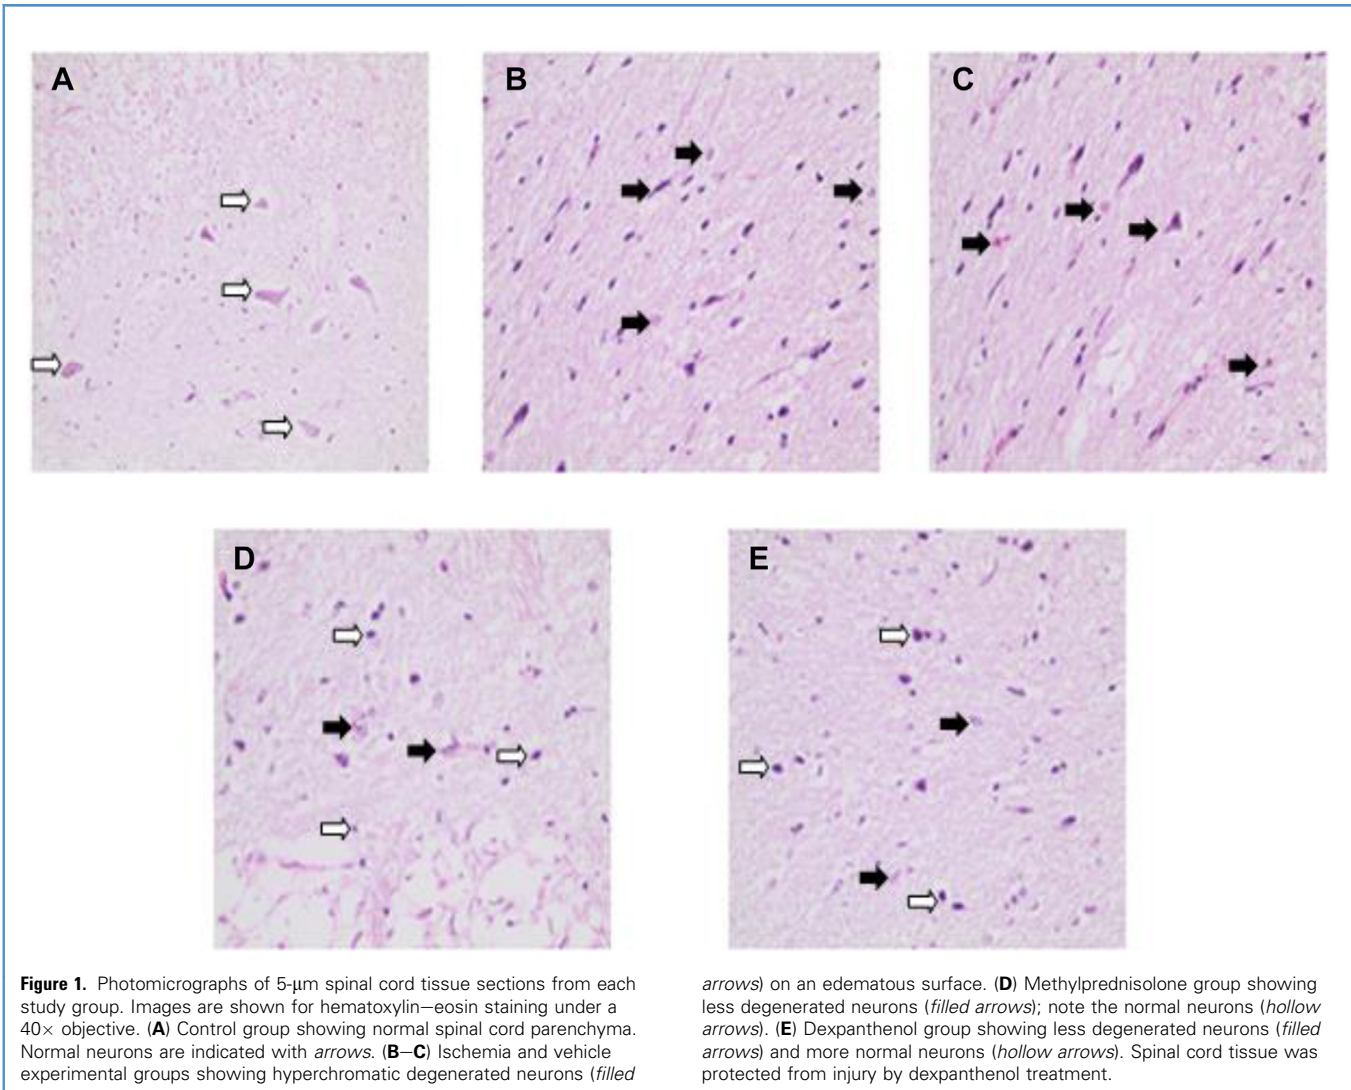 A
B
C
D
E
Figure 1. Photomicrographs of 5-μm spinal cord tissue sections from each
study group. Images are shown for hematoxylin–eosin staining under a
40× objective. (A) Control group showing normal spinal cord parenchyma.
Normal neurons are indicated with arrows. (B–C) Ischemia and vehicle
experimental groups showing hyperchromatic degenerated neurons (filled
arrows) on an edematous surface. (D) Methylprednisolone group showing
less degenerated neurons (filled arrows); note the normal neurons (hollow
arrows). (E) Dexpanthenol group showing less degenerated neurons (filled
arrows) and more normal neurons (hollow arrows). Spinal cord tissue was
protected from injury by dexpanthenol treatment.